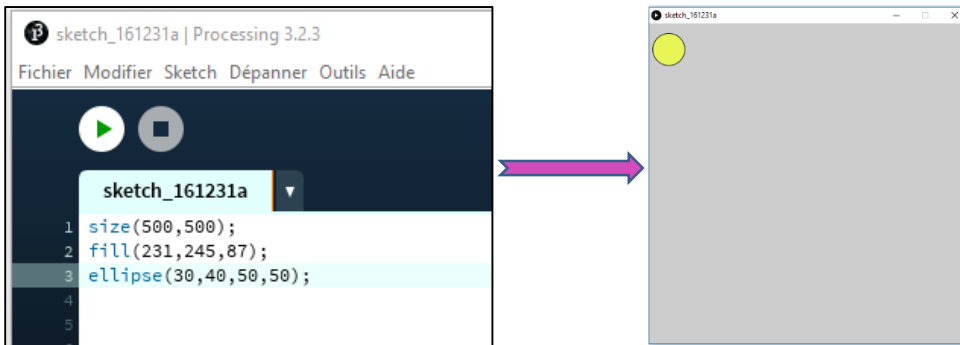 sketch_161231a | Processing 3.2.3
Fichier Modifier Sketch Dépanner Outils Aide
sketch_161231a
1 size(500,500);
2 fill(231,245,87);
3 ellipse(30,40,50,50);
4
5
sketch_161231a